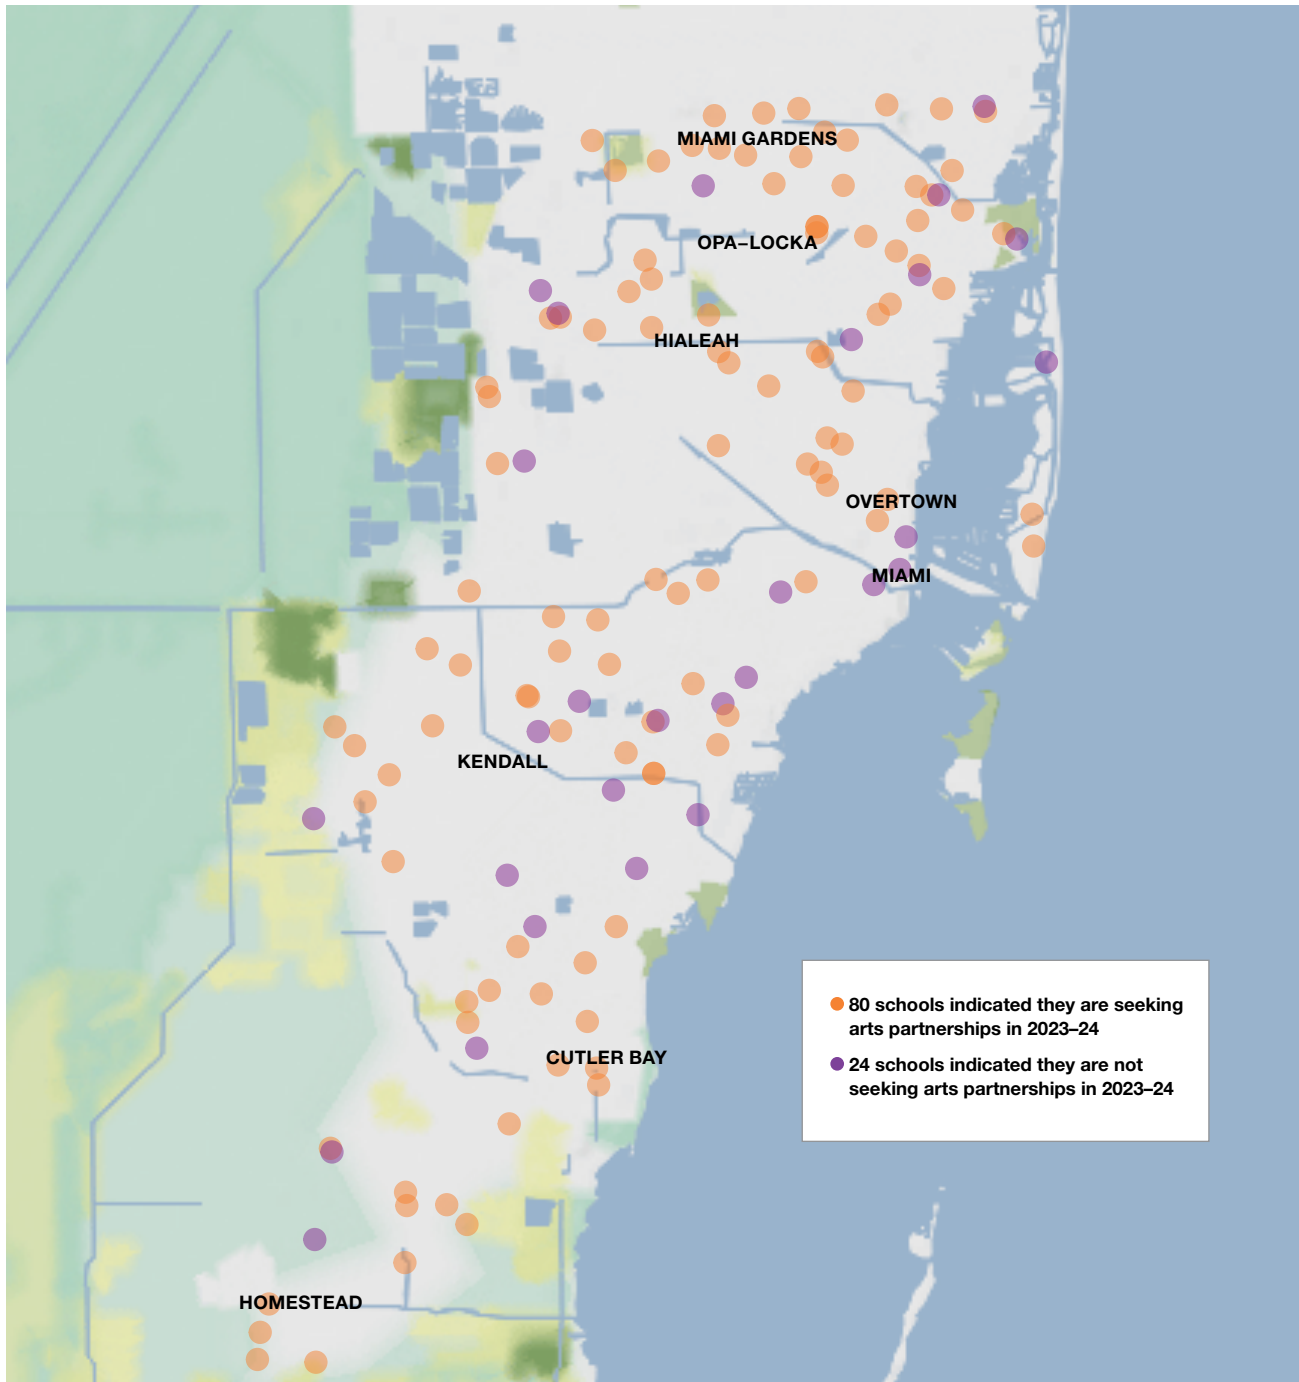 MIAMI GARDENS
OPA–LOCKA
HIALEAH
OVERTOWN
MIAMI
KENDALL
80 schools indicated they are seeking
arts partnerships in 2023–24
24 schools indicated they are not
seeking arts partnerships in 2023–24
CUTLER BAY
HOMESTEAD